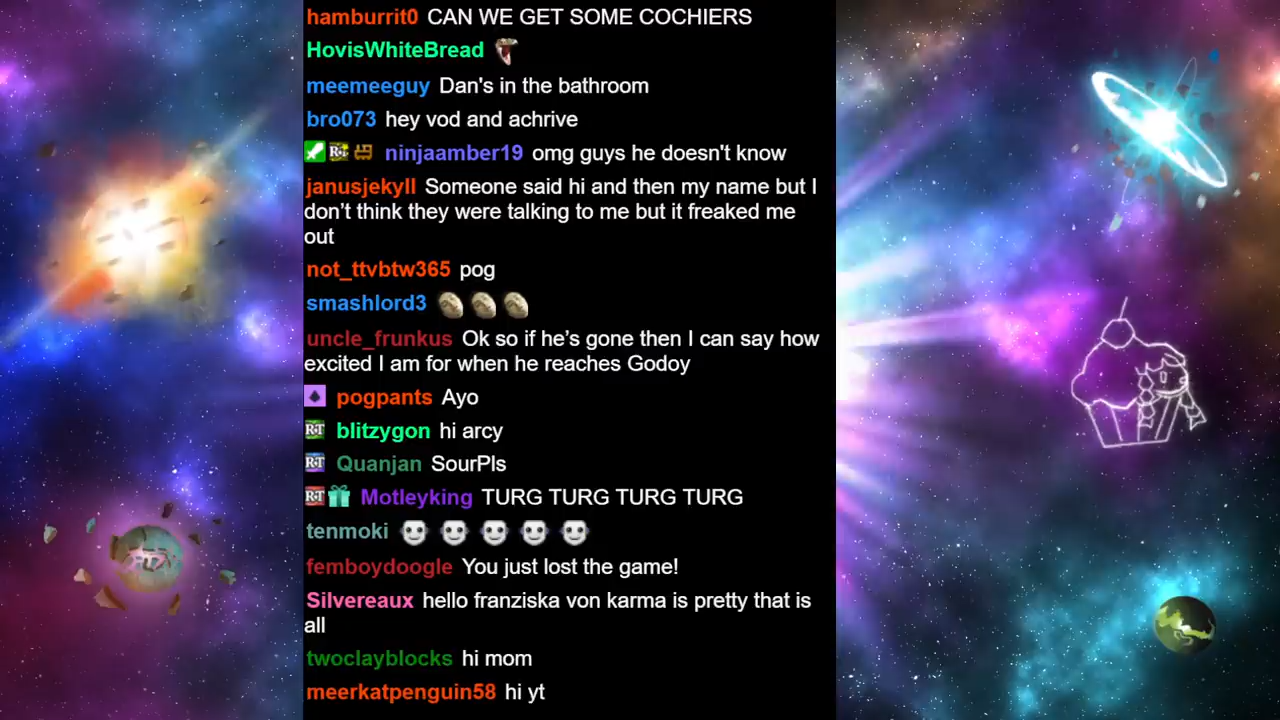 hamburrit0 CAN WE GET SOME COCHIERS
HovisWhiteBread
meemeeguy Dan's in the bathroom
bro073 hey vod and achrive
RT ninjaamber19 omg guys he doesn't know
janusjekyll Someone said hi and then my name but I
don't think they were talking to me but it freaked me
out
not_ttvbtw365 pog
smashlord3
uncle_frunkus Ok so if he's gone then I can say how
excited I am for when he reaches Godoy
pogpants Ayo
RT blitzygon hi arcy
RT Quanjan SourPls
RT Motleyking TURG TURG TURG TURG
tenmoki
femboydoogle You just lost the game!
Silvereaux hello franziska von karma is pretty that is
all
twoclayblocks hi mom
meerkatpenguin58 hi yt